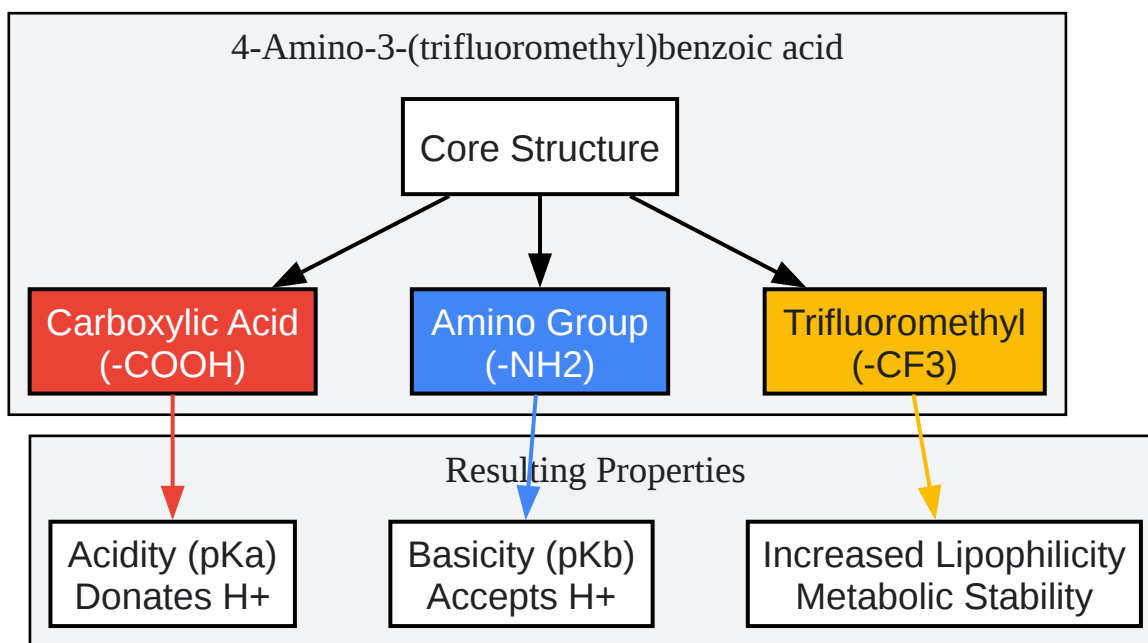 4-Amino-3-(trifluoromethyl)benzoic acid
Core Structure
Carboxylic Acid
(-COOH)
Amino Group
(-NH2)
Trifluoromethyl
(-CF3)
Resulting Properties
Acidity (pKa)
Donates H+
Basicity (pKb)
Accepts H+
Increased Lipophilicity
Metabolic Stability